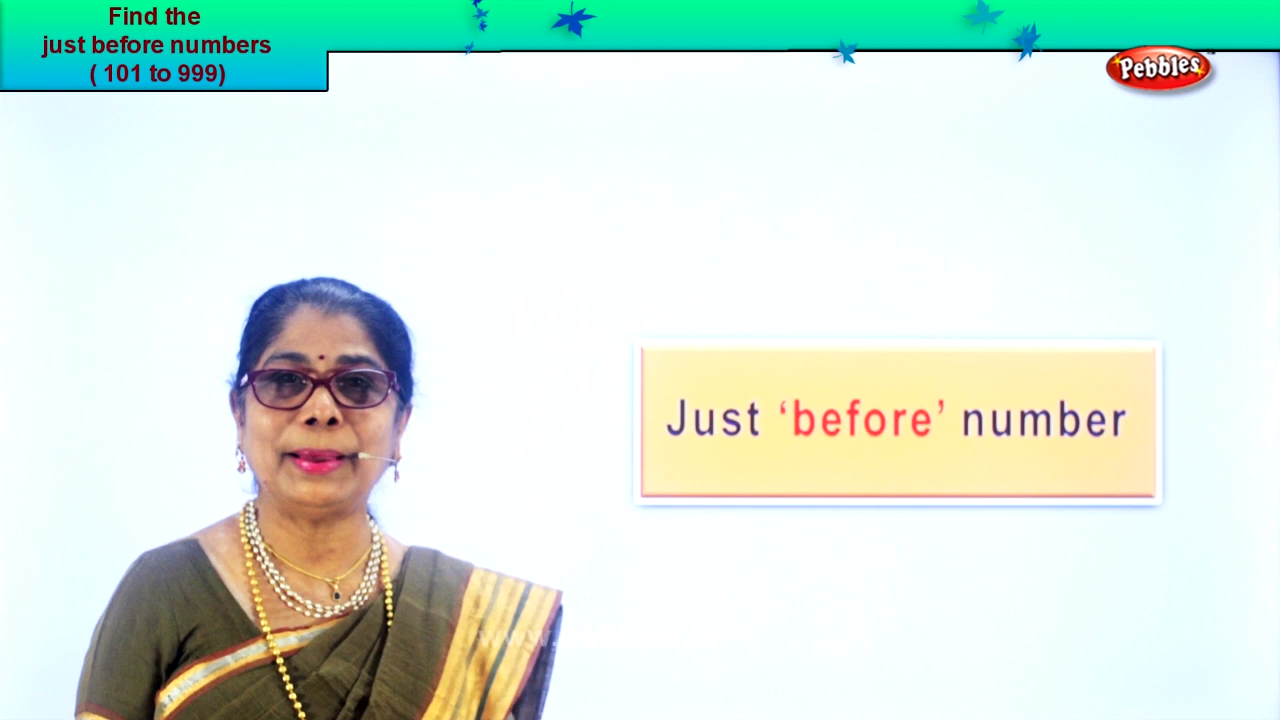 Find the
just before numbers
( 101 to 999)
Pebbles
Just ‘before’ number